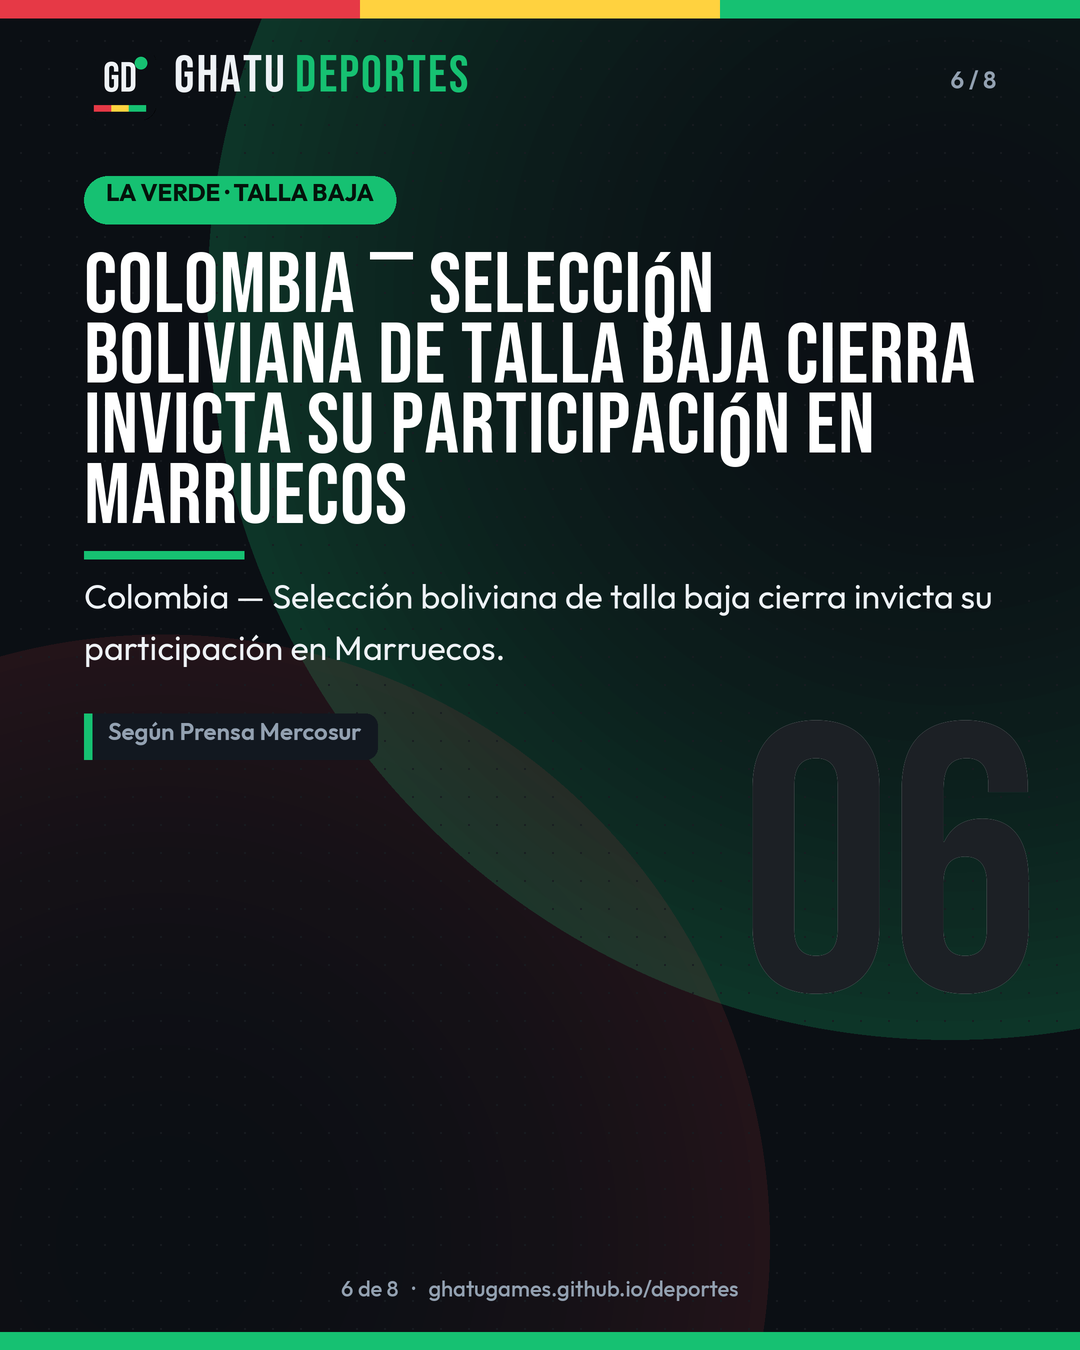 GD GHATU DEPORTES
6 / 8
LA VERDE · TALLA BAJA
COLOMBIA — SELECCIÓN
BOLIVIANA DE TALLA BAJA CIERRA
INVICTA SU PARTICIPACIÓN EN
MARRUECOS
Colombia — Selección boliviana de talla baja cierra invicta su
participación en Marruecos.
Según Prensa Mercosur
06
6 de 8 · ghatugames.github.io/deportes